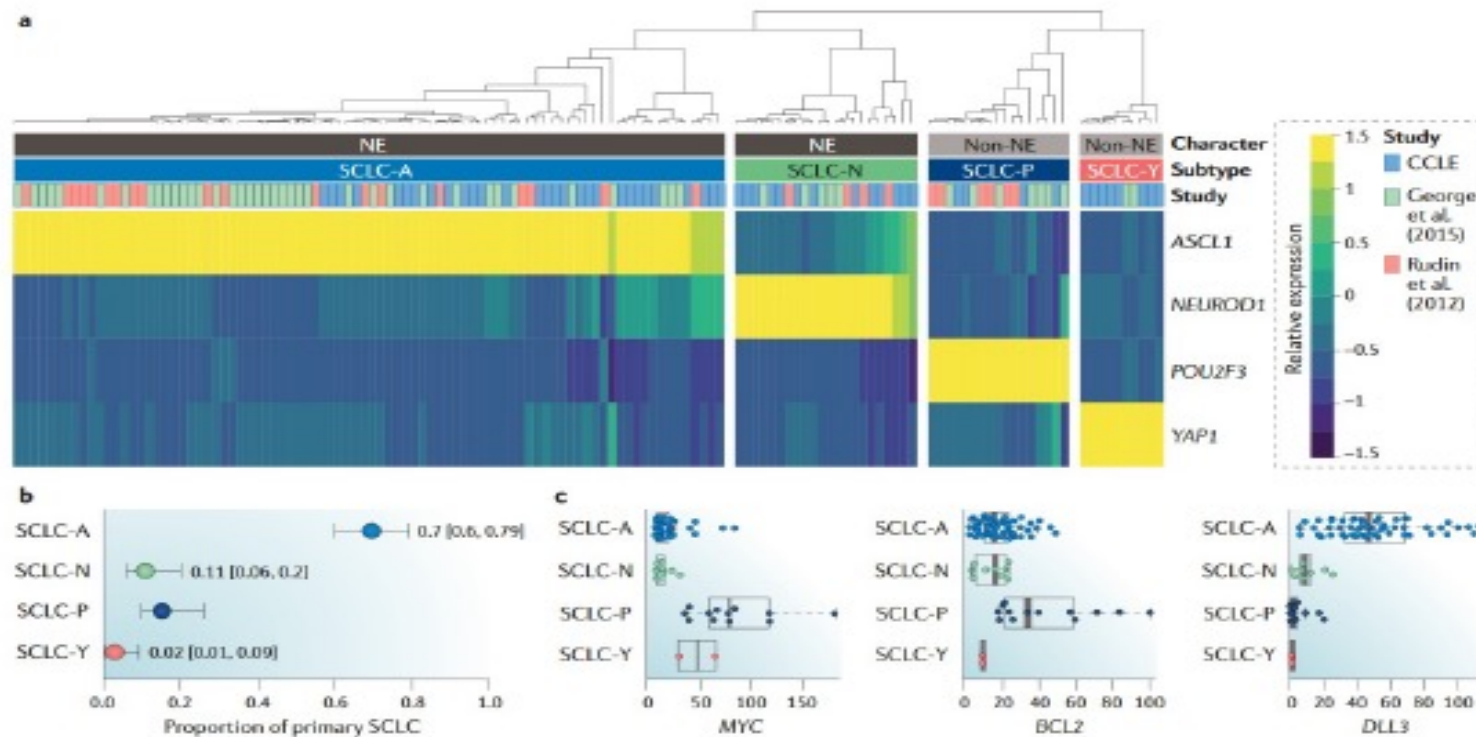 a
NE NE Non-NE Non-NE Character
SCLC-A SCLC-N SCLC-P SCLC-Y Subtype
Study
ASCL1
NEUROD1
POU2F3
YAP1
Relative expression
1.5
1
0.5
0
−0.5
−1
−1.5
Study
CCLE
George
et al.
(2015)
Rudin
et al.
(2012)
b
SCLC-A 0.7 [0.6, 0.79]
SCLC-N 0.11 [0.06, 0.2]
SCLC-P
SCLC-Y 0.02 [0.01, 0.09]
0.0 0.2 0.4 0.6 0.8 1.0
Proportion of primary SCLC
c
SCLC-A
SCLC-N
SCLC-P
SCLC-Y
0 50 100 150
MYC
SCLC-A
SCLC-N
SCLC-P
SCLC-Y
0 20 40 60 80 100
BCL2
SCLC-A
SCLC-N
SCLC-P
SCLC-Y
0 20 40 60 80 100
DLL3